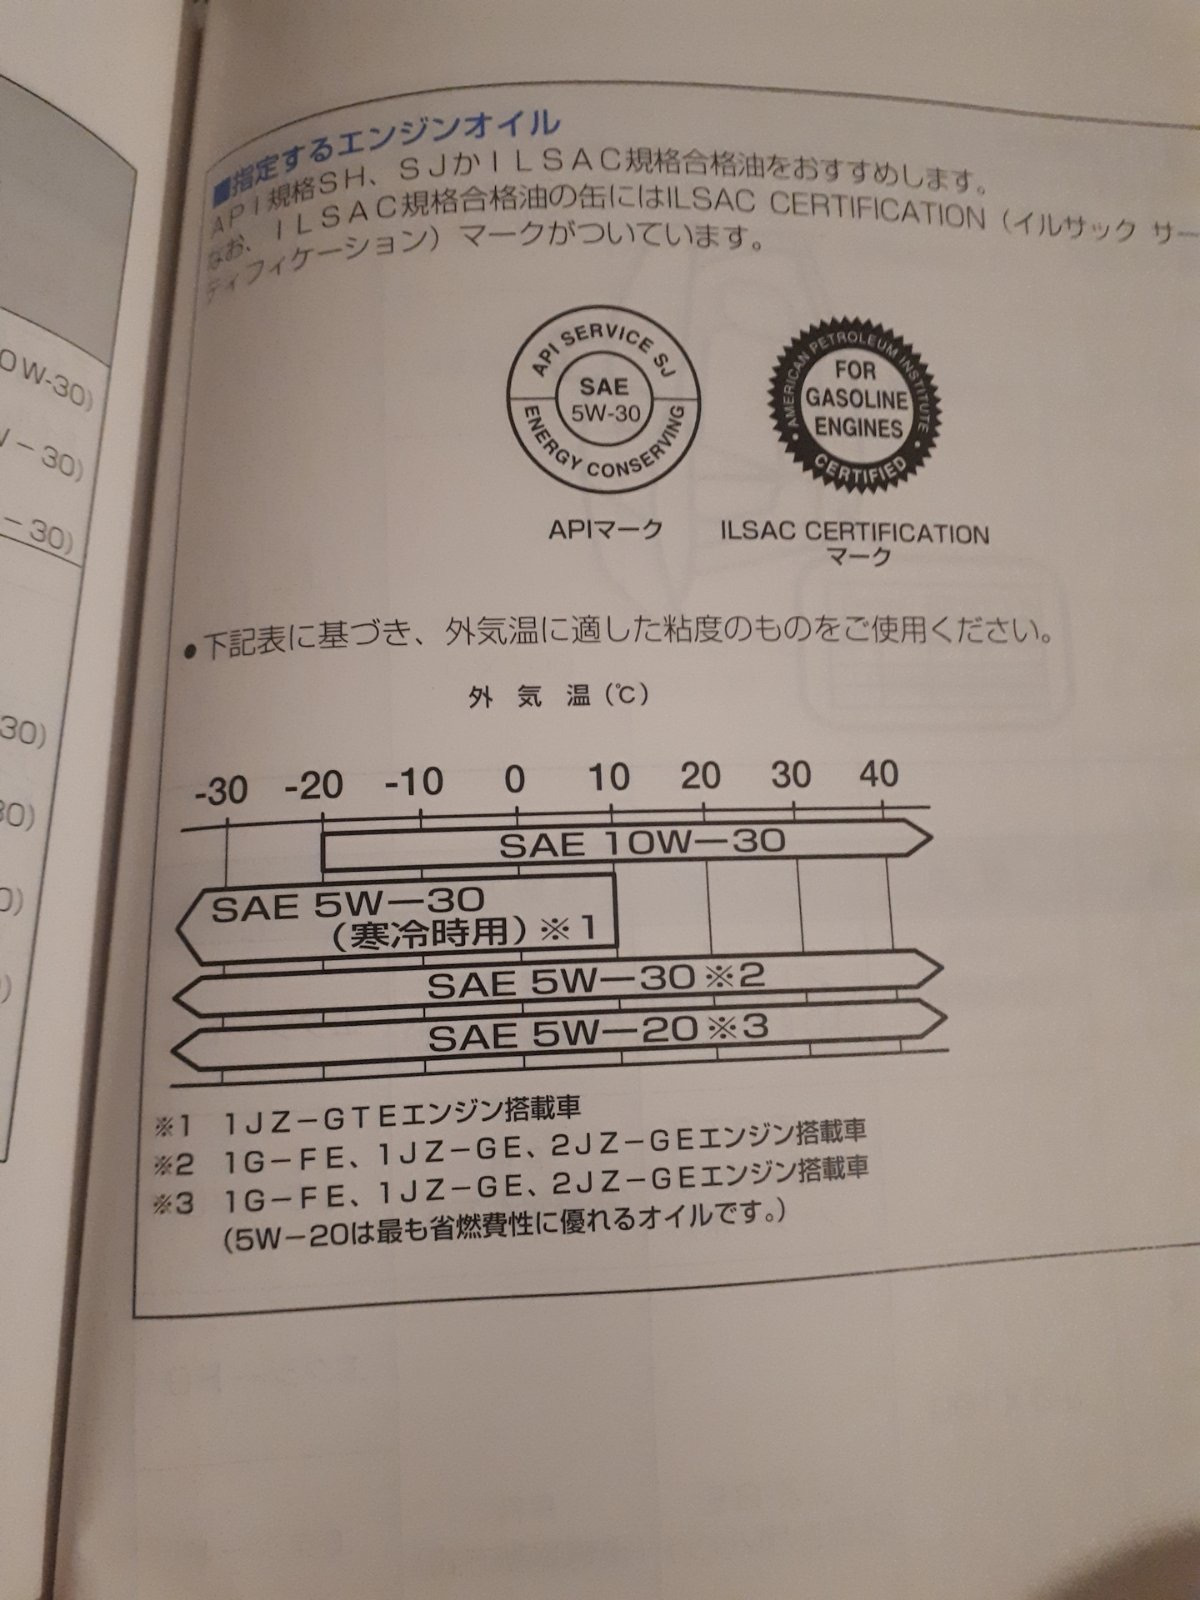 0W-30)
－30)
－30)
30)
30)
0)
)
■指定するエンジンオイル
ＡＰＩ規格ＳＨ、ＳＪかＩＬＳＡＣ規格合格油をおすすめします。
なお、ＩＬＳＡＣ規格合格油の缶にはILSAC CERTIFICATION（イルサック サー
ティフィケーション）マークがついています。
API SERVICE SJ
SAE
5W-30
ENERGY CONSERVING
AMERICAN PETROLEUM INSTITUTE
FOR
GASOLINE
ENGINES
CERTIFIED
APIマーク
ILSAC CERTIFICATION
マーク
●下記表に基づき、外気温に適した粘度のものをご使用ください。
外 気 温（℃）
-30 -20 -10 0 10 20 30 40
SAE 10W－30
SAE 5W－30
（寒冷時用）※1
SAE 5W－30※2
SAE 5W－20※3
※1 1ＪＺ－ＧＴＥエンジン搭載車
※2 1Ｇ－ＦＥ、1ＪＺ－ＧＥ、2ＪＺ－ＧＥエンジン搭載車
※3 1Ｇ－ＦＥ、1ＪＺ－ＧＥ、2ＪＺ－ＧＥエンジン搭載車
（5W－20は最も省燃費性に優れるオイルです。）